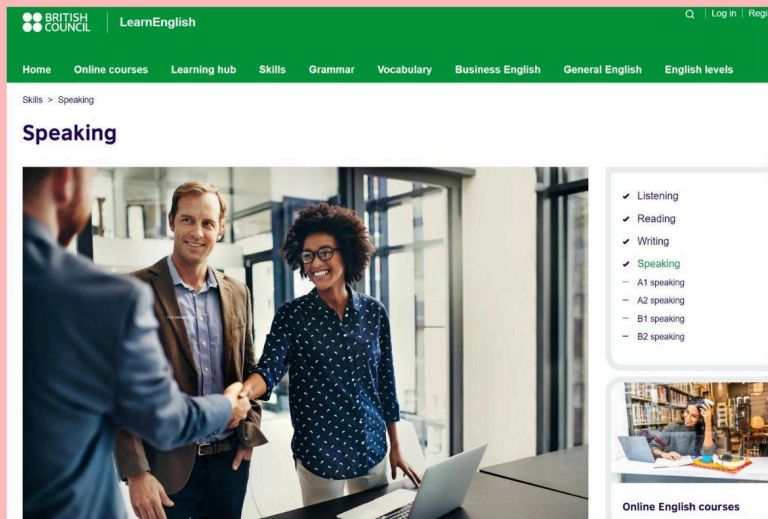 BRITISH
COUNCIL
LearnEnglish
Log in
Home Online courses Learning hub Skills Grammar Vocabulary Business English General English English levels
Skills > Speaking
Speaking
Listening
Reading
Writing
Speaking
A1 speaking
A2 speaking
B1 speaking
B2 speaking
Online English courses